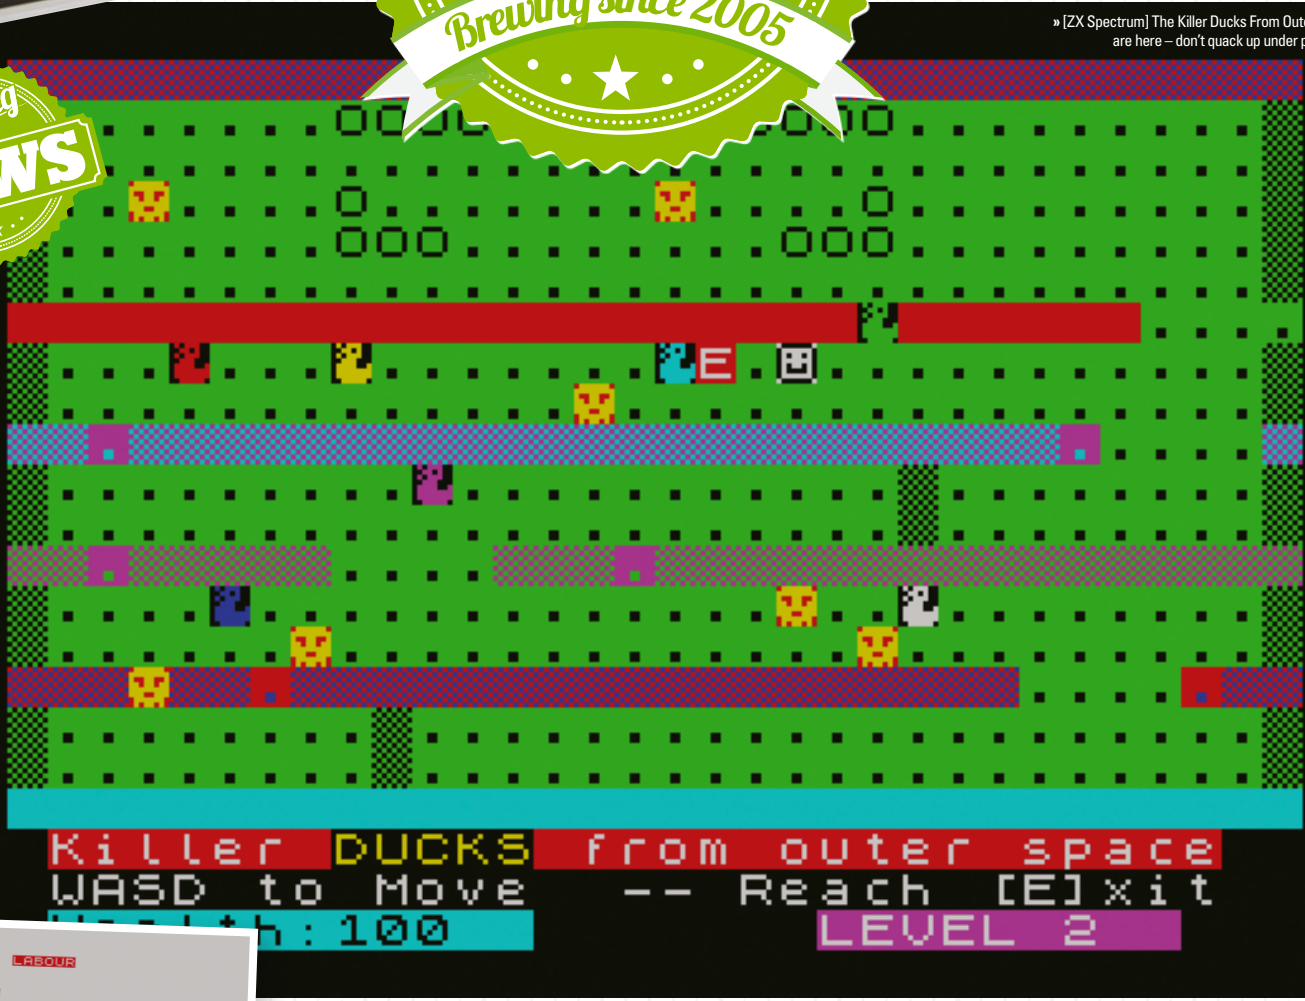 Brewing since 2005
» [ZX Spectrum] The Killer Ducks From
are here – don't quack up under
E
Killer DUCKS from outer space
WASD to Move -- Reach [E]xit
:100
LEVEL 2
LABOUR